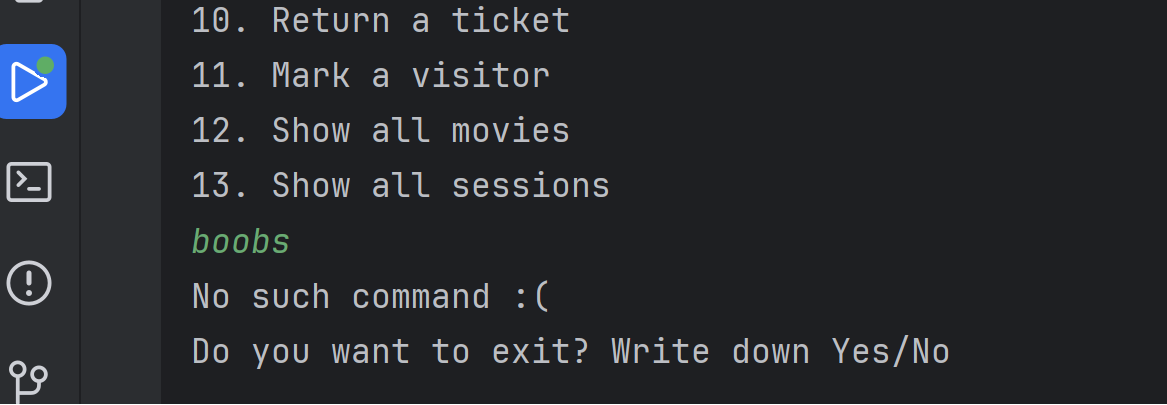 10. Return a ticket
11. Mark a visitor
12. Show all movies
13. Show all sessions
boobs
No such command :(
Do you want to exit? Write down Yes/No